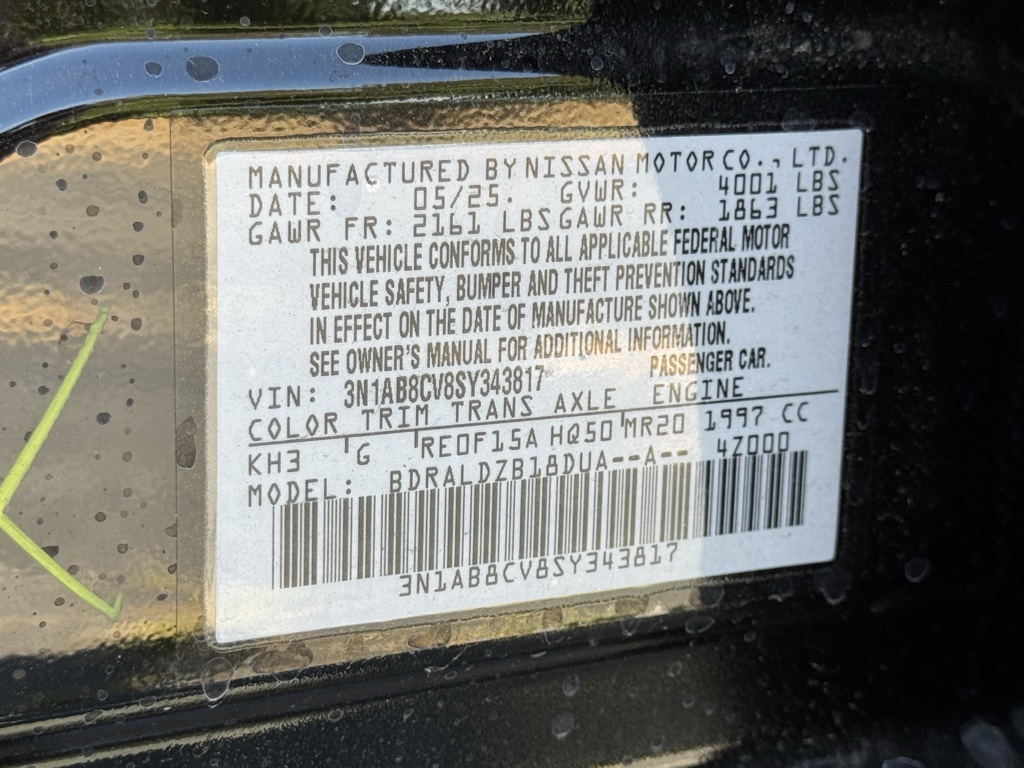 MANUFACTURED BY NISSAN MOTOR CO., LTD.
DATE: 05/25. GVWR: 4001 LBS
GAWR FR: 2161 LBS GAWR RR: 1863 LBS
THIS VEHICLE CONFORMS TO ALL APPLICABLE FEDERAL MOTOR
VEHICLE SAFETY, BUMPER AND THEFT PREVENTION STANDARDS
IN EFFECT ON THE DATE OF MANUFACTURE SHOWN ABOVE.
SEE OWNER'S MANUAL FOR ADDITIONAL INFORMATION.
VIN: 3N1AB8CV8SY343817 PASSENGER CAR.
COLOR TRIM TRANS AXLE ENGINE
KH3 G RE0F15A HQ50 MR20 1997 CC
MODEL: BDRALDZB18DUA--A-- 4Z000
3N1AB8CV8SY343817